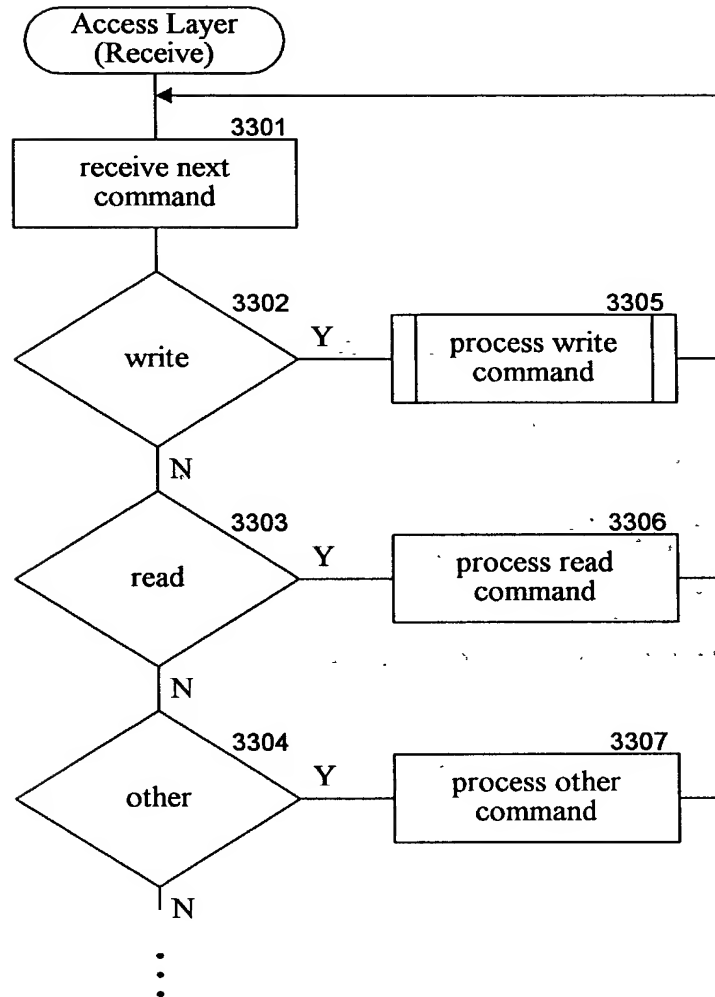 Access Layer
(Receive)
3301
receive next
command
3302
write
Y
3305
process write
command
N
3303
read
Y
3306
process read
command
N
3304
other
Y
3307
process other
command
N